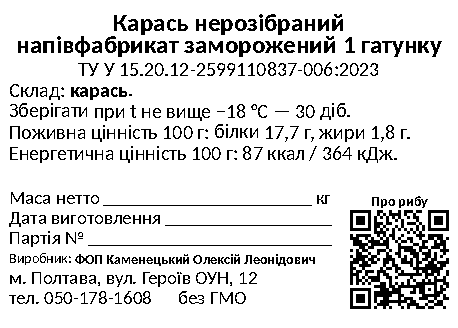 Карась нерозібраний
напівфабрикат заморожений 1 гатунку
ТУ У 15.20.12-2599110837-006:2023
Склад: карась.
Зберігати при t не вище −18 °C — 30 діб.
Поживна цінність 100 г: білки 17,7 г, жири 1,8 г.
Енергетична цінність 100 г: 87 ккал / 364 кДж.
Маса нетто ______________________ кг
Дата виготовлення __________________
Партія № __________________________
Про рибу
Виробник: ФОП Каменецький Олексій Леонідович
м. Полтава, вул. Героїв ОУН, 12
тел. 050-178-1608 без ГМО